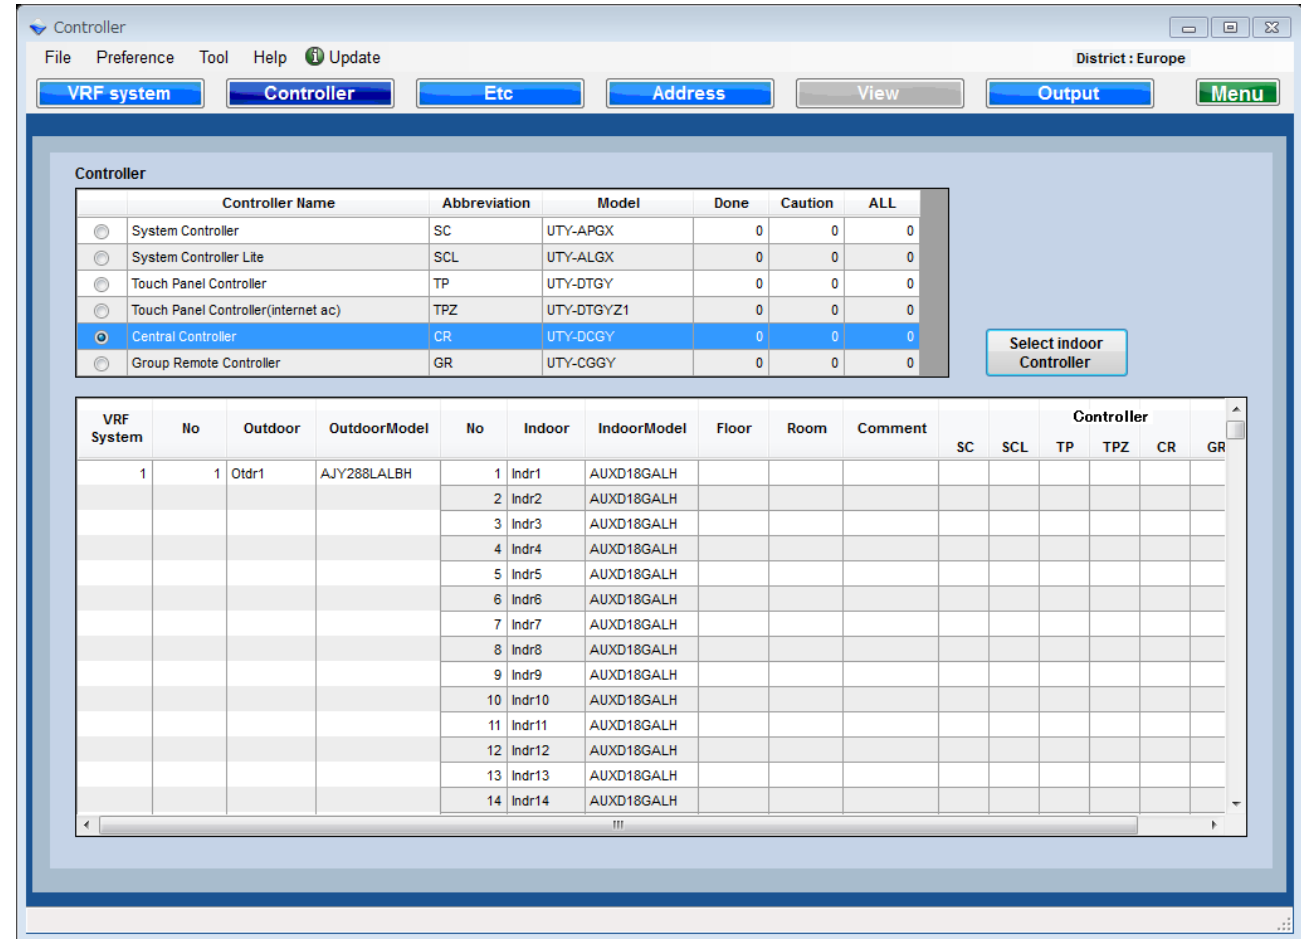 Controller
File Preference Tool Help Update District : Europe
VRF system Controller Etc Address View Output Menu
Controller
Controller Name Abbreviation Model Done Caution ALL
System Controller SC UTY-APGX 0 0 0
System Controller Lite SCL UTY-ALGX 0 0 0
Touch Panel Controller TP UTY-DTGY 0 0 0
Touch Panel Controller(internet ac) TPZ UTY-DTGYZ1 0 0 0
Central Controller CR UTY-DCGY 0 0 0
Group Remote Controller GR UTY-CGGY 0 0 0
Select indoor
Controller
VRF System No Outdoor OutdoorModel No Indoor IndoorModel Floor Room Comment Controller
SC SCL TP TPZ CR GR
1 1 Otdr1 AJY288LALBH 1 Indr1 AUXD18GALH
2 Indr2 AUXD18GALH
3 Indr3 AUXD18GALH
4 Indr4 AUXD18GALH
5 Indr5 AUXD18GALH
6 Indr6 AUXD18GALH
7 Indr7 AUXD18GALH
8 Indr8 AUXD18GALH
9 Indr9 AUXD18GALH
10 Indr10 AUXD18GALH
11 Indr11 AUXD18GALH
12 Indr12 AUXD18GALH
13 Indr13 AUXD18GALH
14 Indr14 AUXD18GALH